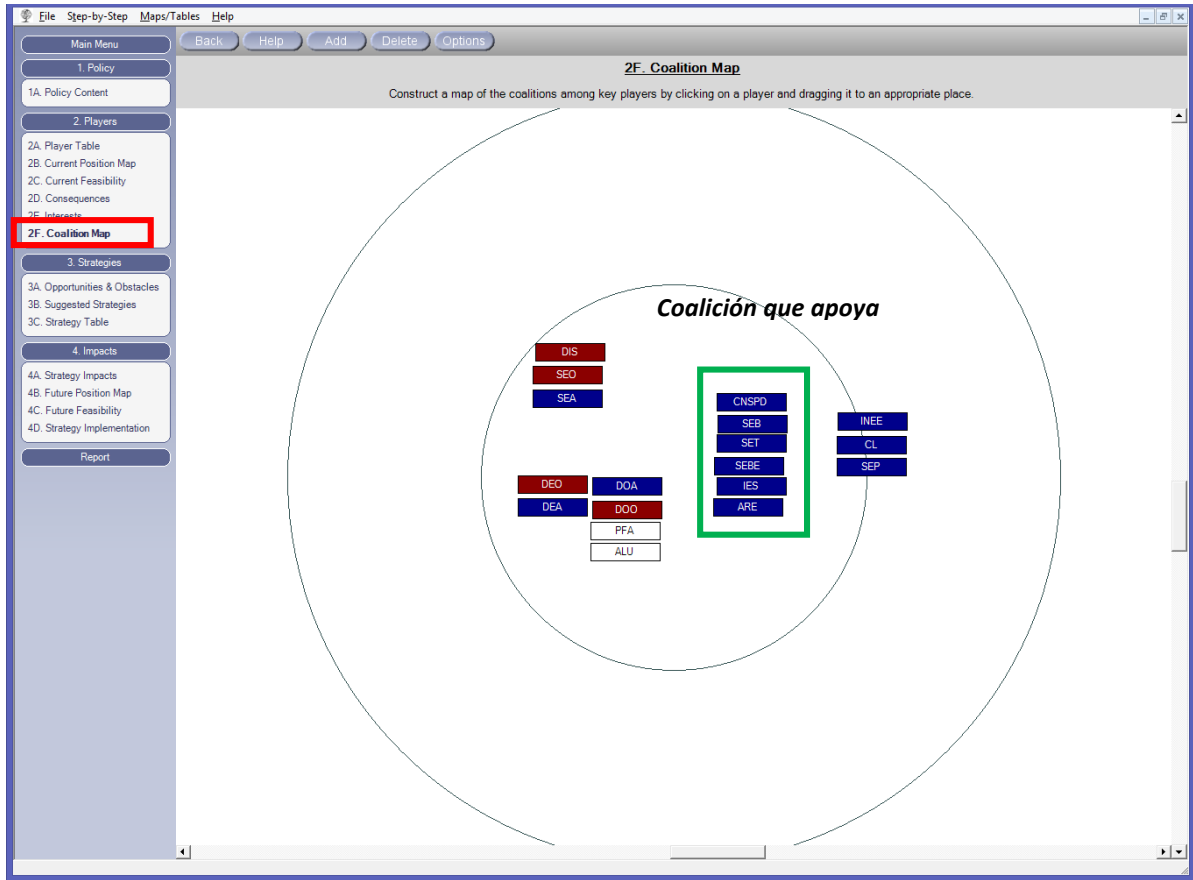 File Step-by-Step Maps/Tables Help
Main Menu
1. Policy
1A. Policy Content
2. Players
2A. Player Table
2B. Current Position Map
2C. Current Feasibility
2D. Consequences
2E. Interests
2F. Coalition Map
3. Strategies
3A. Opportunities & Obstacles
3B. Suggested Strategies
3C. Strategy Table
4. Impacts
4A. Strategy Impacts
4B. Future Position Map
4C. Future Feasibility
4D. Strategy Implementation
Report
Back Help Add Delete Options
2F. Coalition Map
Construct a map of the coalitions among key players by clicking on a player and dragging it to an appropriate place.
Coalición que apoya
DIS
SEO
SEA
CNSPD
SEB
SET
SEBE
IES
ARE
INEE
CL
SEP
DEO
DEA
DOA
DOO
PFA
ALU